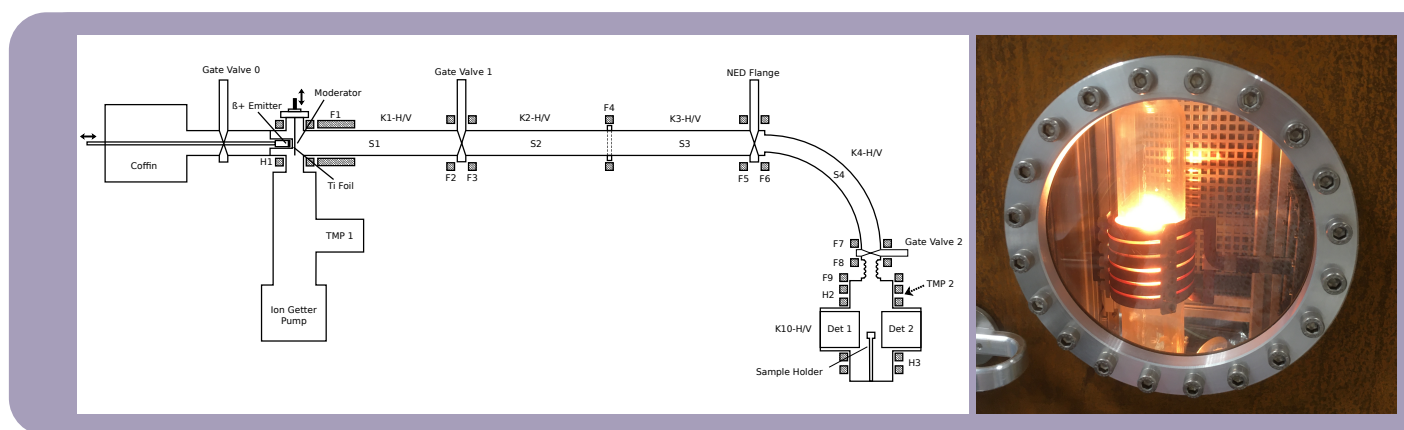 Gate Valve 0
Gate Valve 1
NED Flange
Moderator
ß+ Emitter
F1
F4
K1-H/V
K2-H/V
K3-H/V
S1
S2
S3
Coffin
H1
F2
F3
F5
F6
K4-H/V
S4
Ti Foil
TMP 1
F7
Gate Valve 2
F8
F9
TMP 2
H2
Ion Getter
Pump
K10-H/V
Det 1
Det 2
H3
Sample Holder